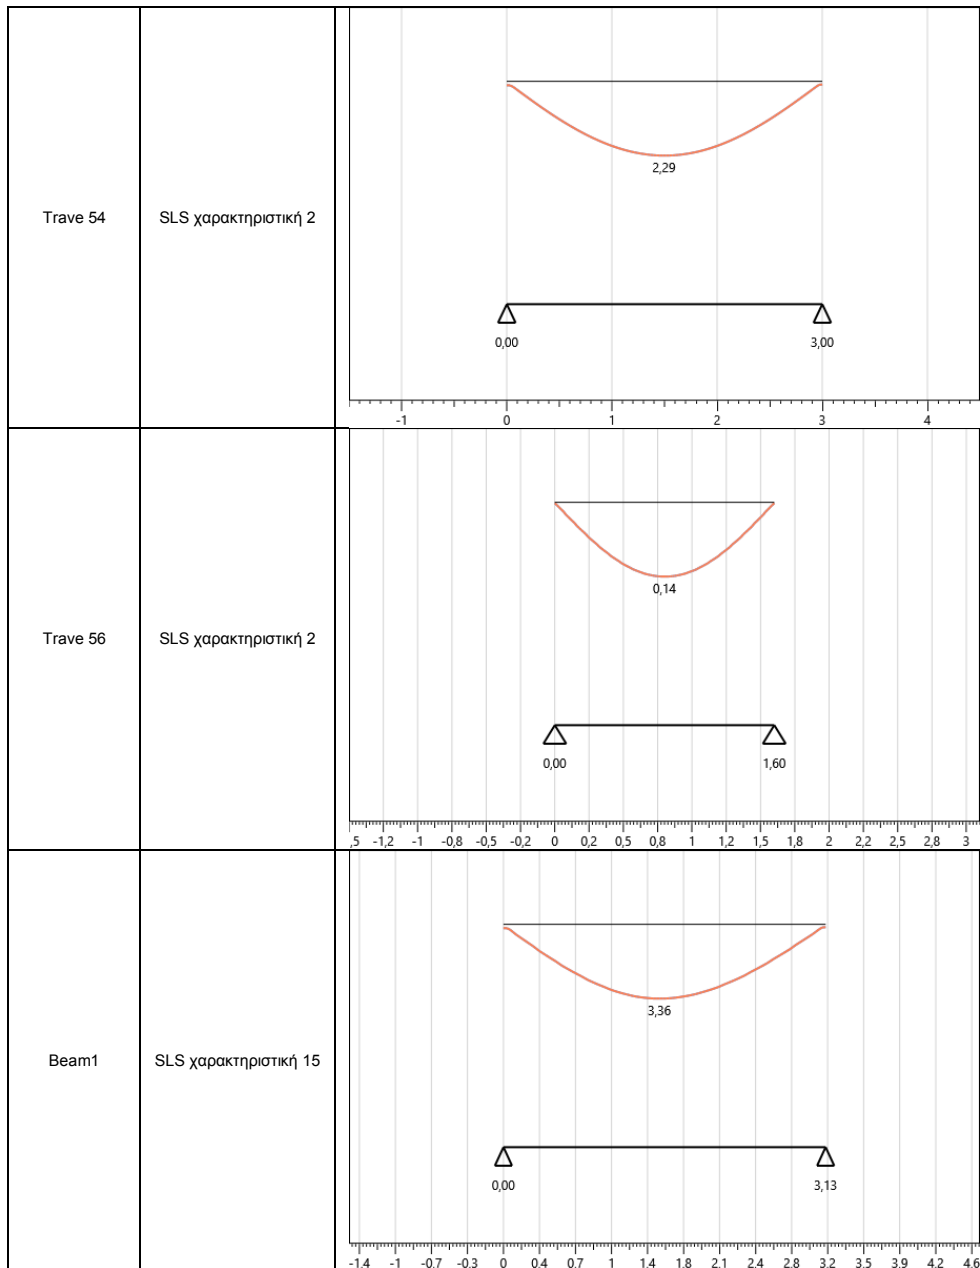 2,29
Trave 54
SLS χαρακτηριστική 2
0,00 3,00
-1 0 1 2 3 4
0,14
Trave 56
SLS χαρακτηριστική 2
0,00 1,60
,5 -1,2 -1 -0,8 -0,5 -0,2 0 0,2 0,5 0,8 1 1,2 1,5 1,8 2 2,2 2,5 2,8 3
3,36
Beam1
SLS χαρακτηριστική 15
0,00 3,13
-1.4 -1 -0.7 -0.3 0 0.4 0.7 1 1.4 1.8 2.1 2.4 2.8 3.2 3.5 3.9 4.2 4.6